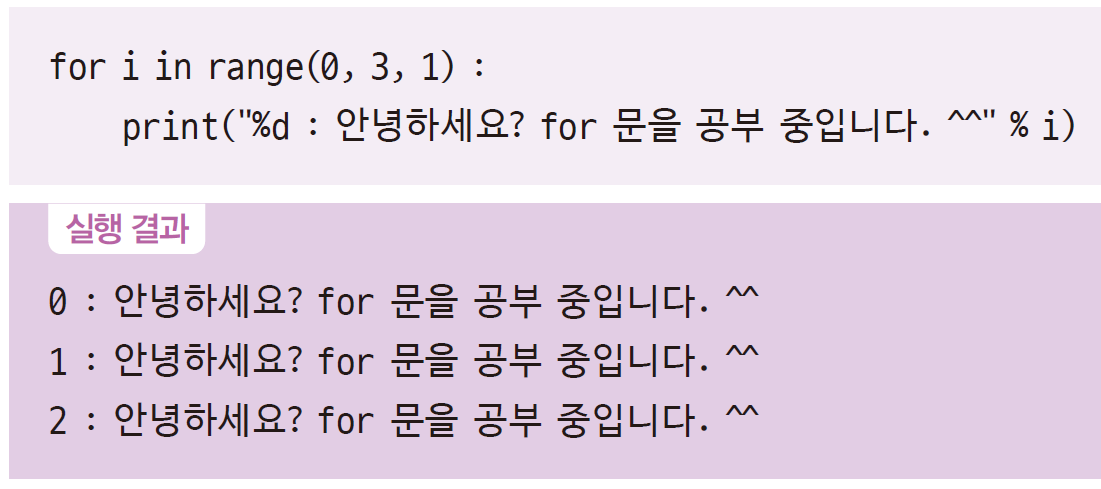 for i in range(0, 3, 1) :
    print("%d : 안녕하세요? for 문을 공부 중입니다. ^^" % i)
실행 결과
0 : 안녕하세요? for 문을 공부 중입니다. ^^
1 : 안녕하세요? for 문을 공부 중입니다. ^^
2 : 안녕하세요? for 문을 공부 중입니다. ^^